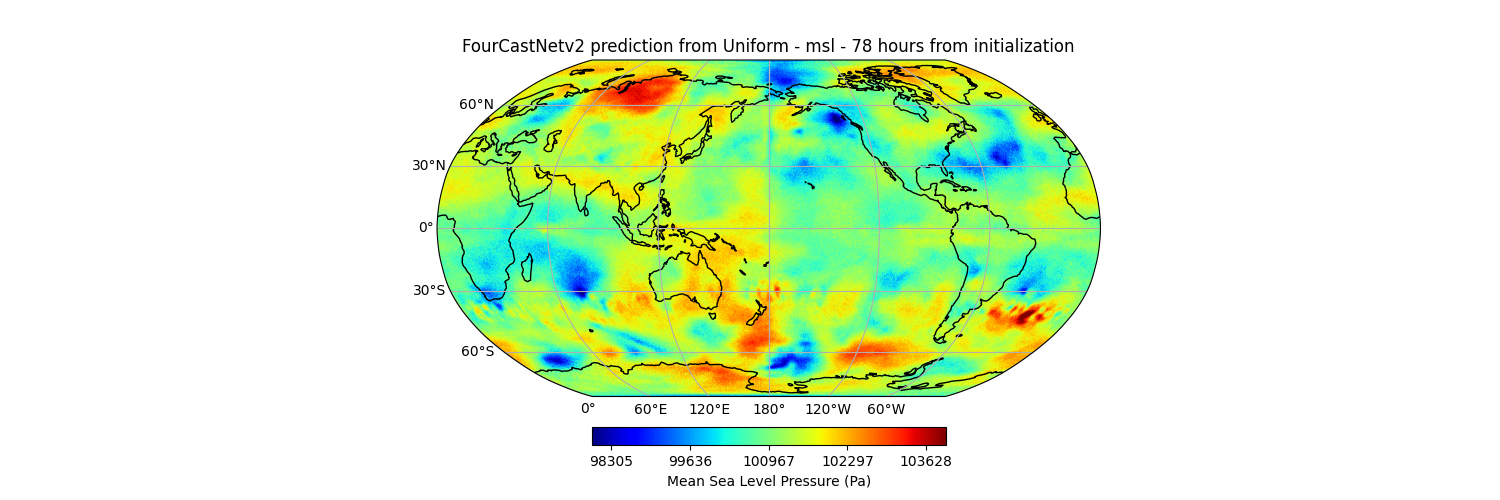 FourCastNetv2 prediction from Uniform - msl - 78 hours from initialization
60°N
30°N
0°
30°S
60°S
0° 60°E 120°E 180° 120°W 60°W
98305 99636 100967 102297 103628
Mean Sea Level Pressure (Pa)